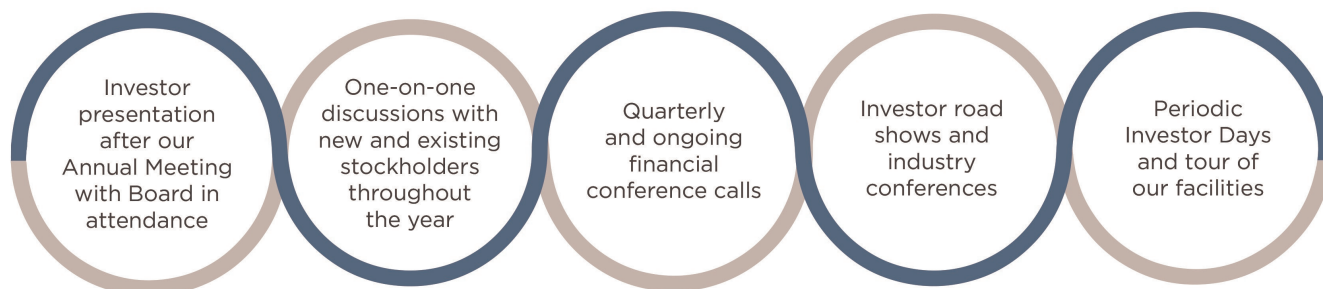 Investor
presentation
after our
Annual Meeting
with Board in
attendance
One-on-one
discussions with
new and existing
stockholders
throughout
the year
Quarterly
and ongoing
financial
conference calls
Investor road
shows and
industry
conferences
Periodic
Investor Days
and tour of
our facilities